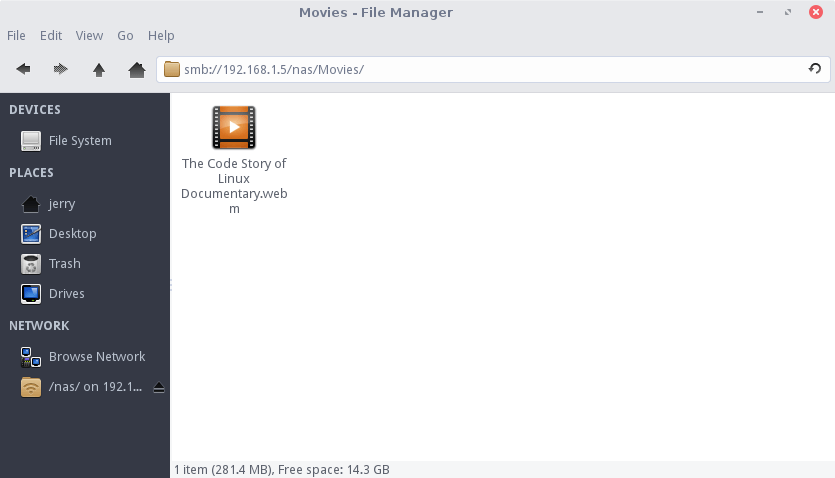 Movies - File Manager
File Edit View Go Help
smb://192.168.1.5/nas/Movies/
DEVICES
File System
PLACES
jerry
Desktop
Trash
Drives
NETWORK
Browse Network
/nas/ on 192.1...
The Code Story of
Linux
Documentary.web
m
1 item (281.4 MB), Free space: 14.3 GB